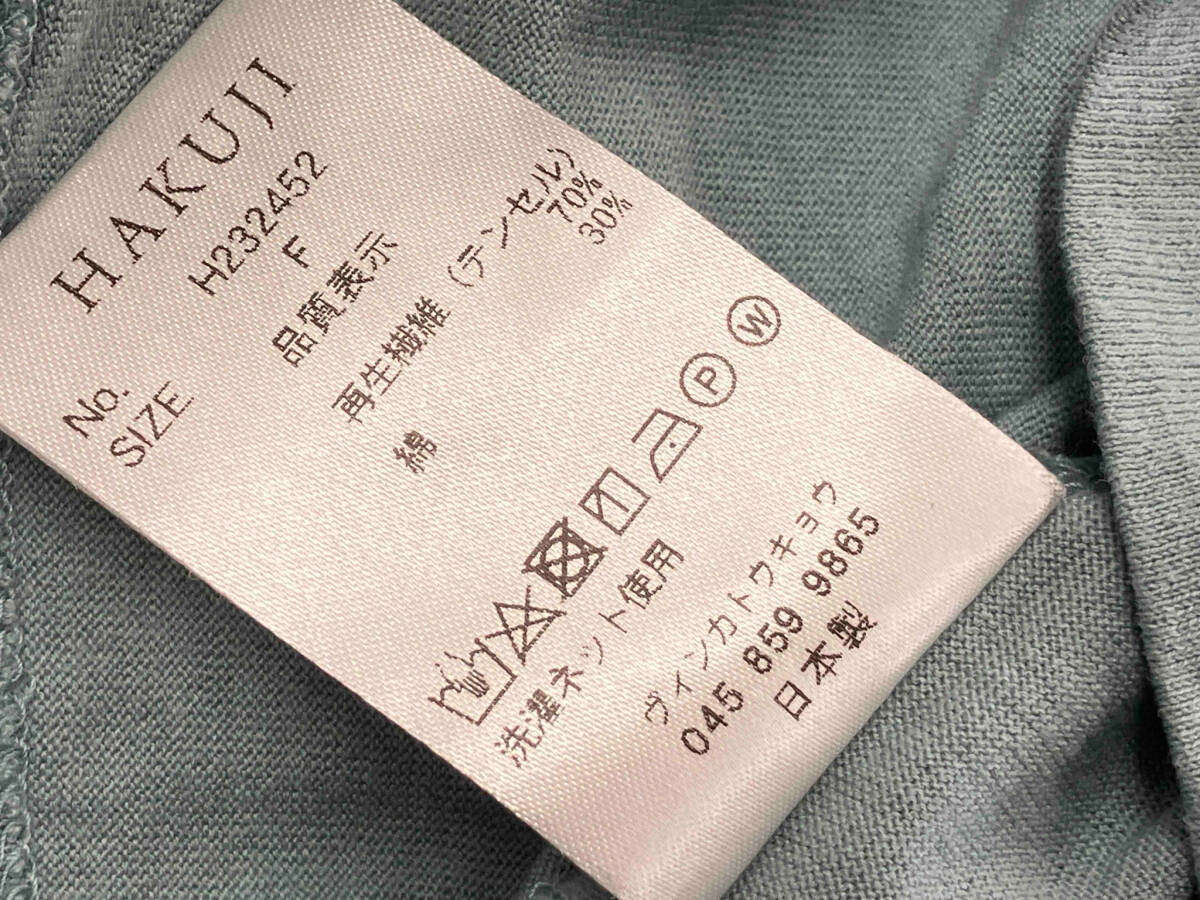 HAKUJI
No. H232452
SIZE F
品質表示
再生繊維(テンセル) 70%
綿 30%
P W
洗濯ネット使用
ヴィンカトウキョウ
045 859 9865
日本製